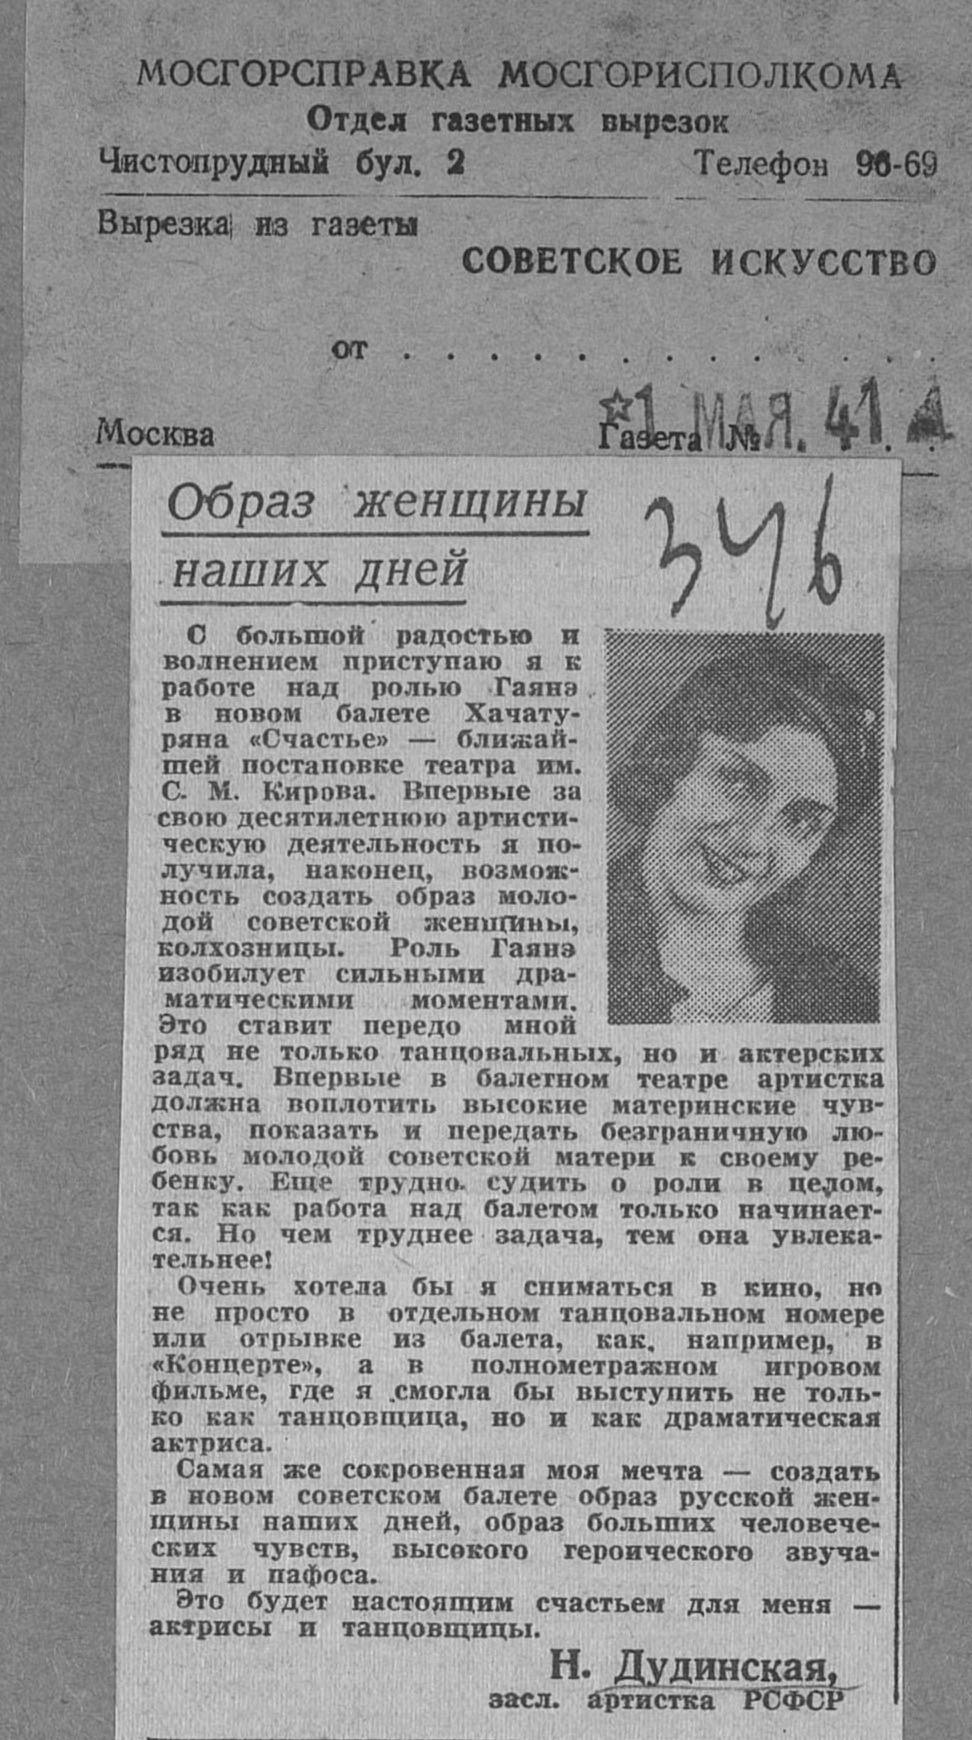 МОСГОРСПРАВКА МОСГОРИСПОЛКОМА
Отдел газетных вырезок
Чистопрудный бул. 2 Телефон 96-69
Вырезка из газеты
СОВЕТСКОЕ ИСКУССТВО
от . . . . . . . . . . . . .
1 МАЯ. 41
Москва Газета №
Образ женщины
наших дней
346
С большой радостью и
волнением приступаю я к
работе над ролью Гаянэ
в новом балете Хачату-
ряна «Счастье» — ближай-
шей постановке театра им.
С. М. Кирова. Впервые за
свою десятилетнюю артисти-
ческую деятельность я по-
лучила, наконец, возмож-
ность создать образ моло-
дой советской женщины,
колхозницы. Роль Гаянэ
изобилует сильными дра-
матическими моментами.
Это ставит передо мной
ряд не только танцовальных, но и актерских
задач. Впервые в балетном театре артистка
должна воплотить высокие материнские чув-
ства, показать и передать безграничную лю-
бовь молодой советской матери к своему ре-
бенку. Еще трудно судить о роли в целом,
так как работа над балетом только начинает-
ся. Но чем труднее задача, тем она увлека-
тельнее!
Очень хотела бы я сниматься в кино, но
не просто в отдельном танцовальном номере
или отрывке из балета, как, например, в
«Концерте», а в полнометражном игровом
фильме, где я смогла бы выступить не толь-
ко как танцовщица, но и как драматическая
актриса.
Самая же сокровенная моя мечта — создать
в новом советском балете образ русской жен-
щины наших дней, образ больших человече-
ских чувств, высокого героического звуча-
ния и пафоса.
Это будет настоящим счастьем для меня —
актрисы и танцовщицы.
Н. Дудинская,
засл. артистка РСФСР